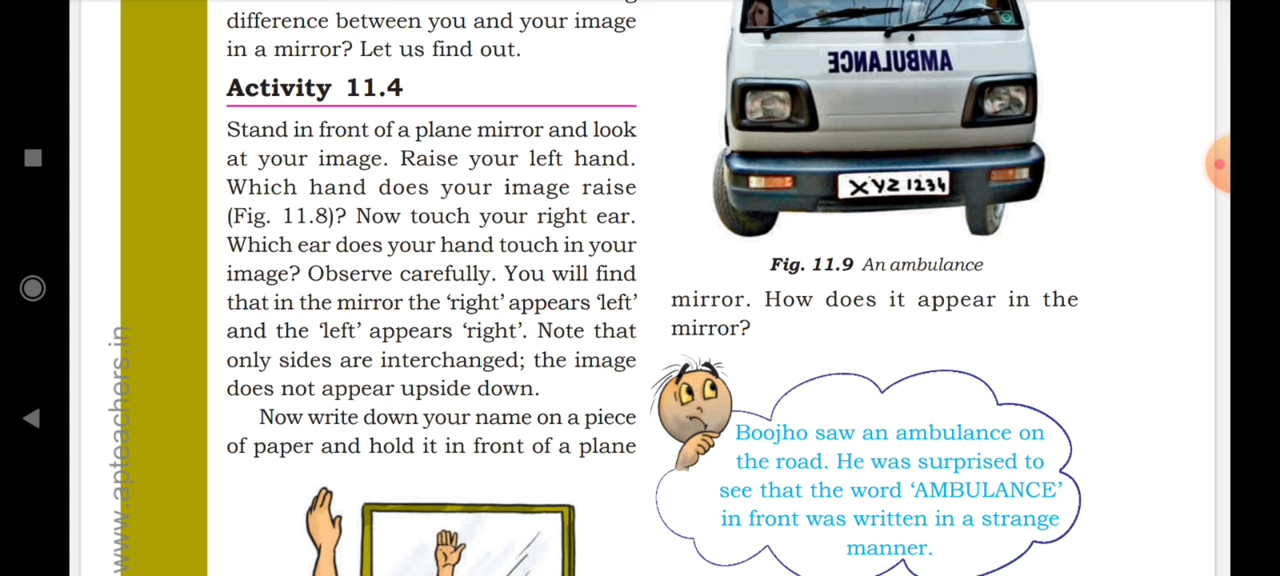 difference between you and your image
in a mirror? Let us find out.
Activity 11.4
Stand in front of a plane mirror and look
at your image. Raise your left hand.
Which hand does your image raise
(Fig. 11.8)? Now touch your right ear.
Which ear does your hand touch in your
image? Observe carefully. You will find
that in the mirror the ‘right’ appears ‘left’
and the ‘left’ appears ‘right’. Note that
only sides are interchanged; the image
does not appear upside down.
Now write down your name on a piece
of paper and hold it in front of a plane
AMBULANCE
XYZ 1234
Fig. 11.9 An ambulance
mirror. How does it appear in the
mirror?
Boojho saw an ambulance on
the road. He was surprised to
see that the word ‘AMBULANCE’
in front was written in a strange
manner.
www.apteachers.in